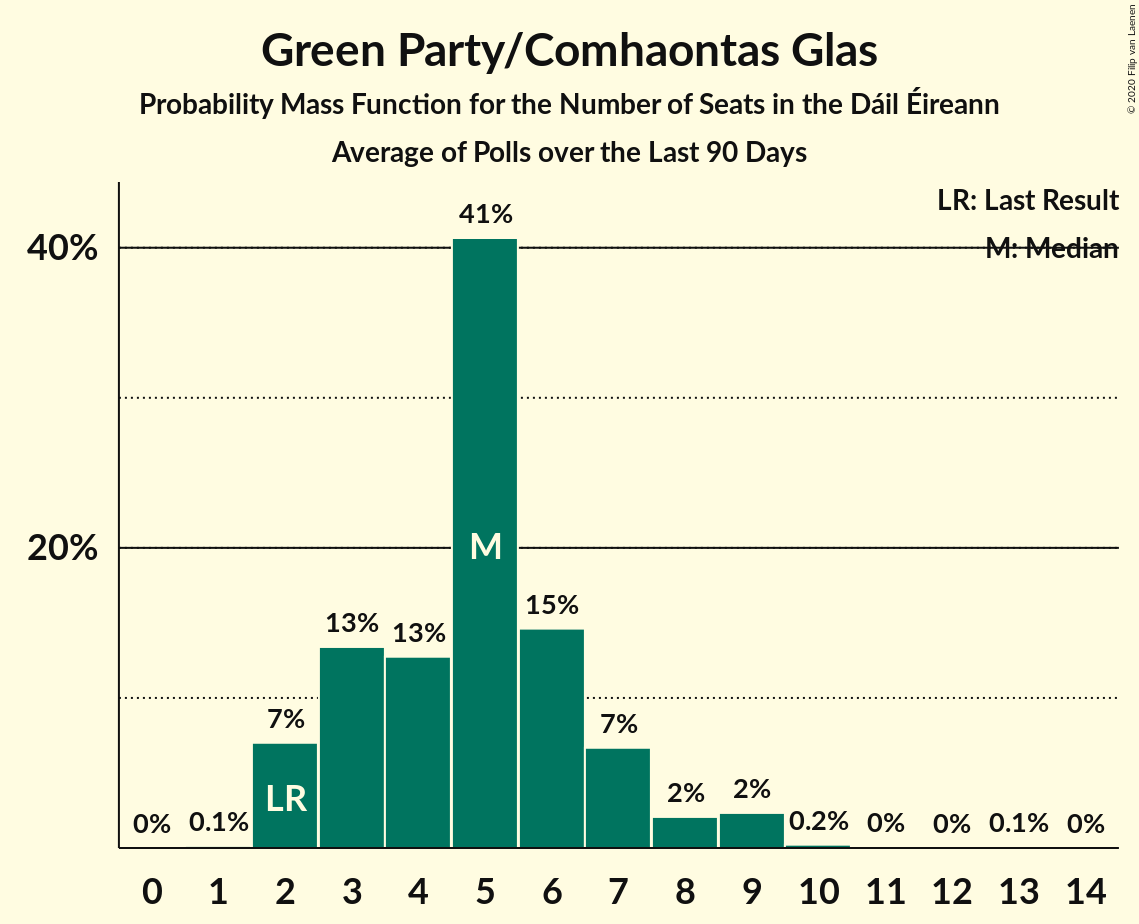 Green Party/Comhaontas Glas
Probability Mass Function for the Number of Seats in the Dáil Éireann
Average of Polls over the Last 90 Days
© 2020 Filip van Laenen
LR: Last Result
M: Median
41%
40%
M
20%
15%
13%
13%
7%
7%
LR
2%
2%
0%
0.1%
0.2%
0%
0%
0.1%
0%
0 1 2 3 4 5 6 7 8 9 10 11 12 13 14